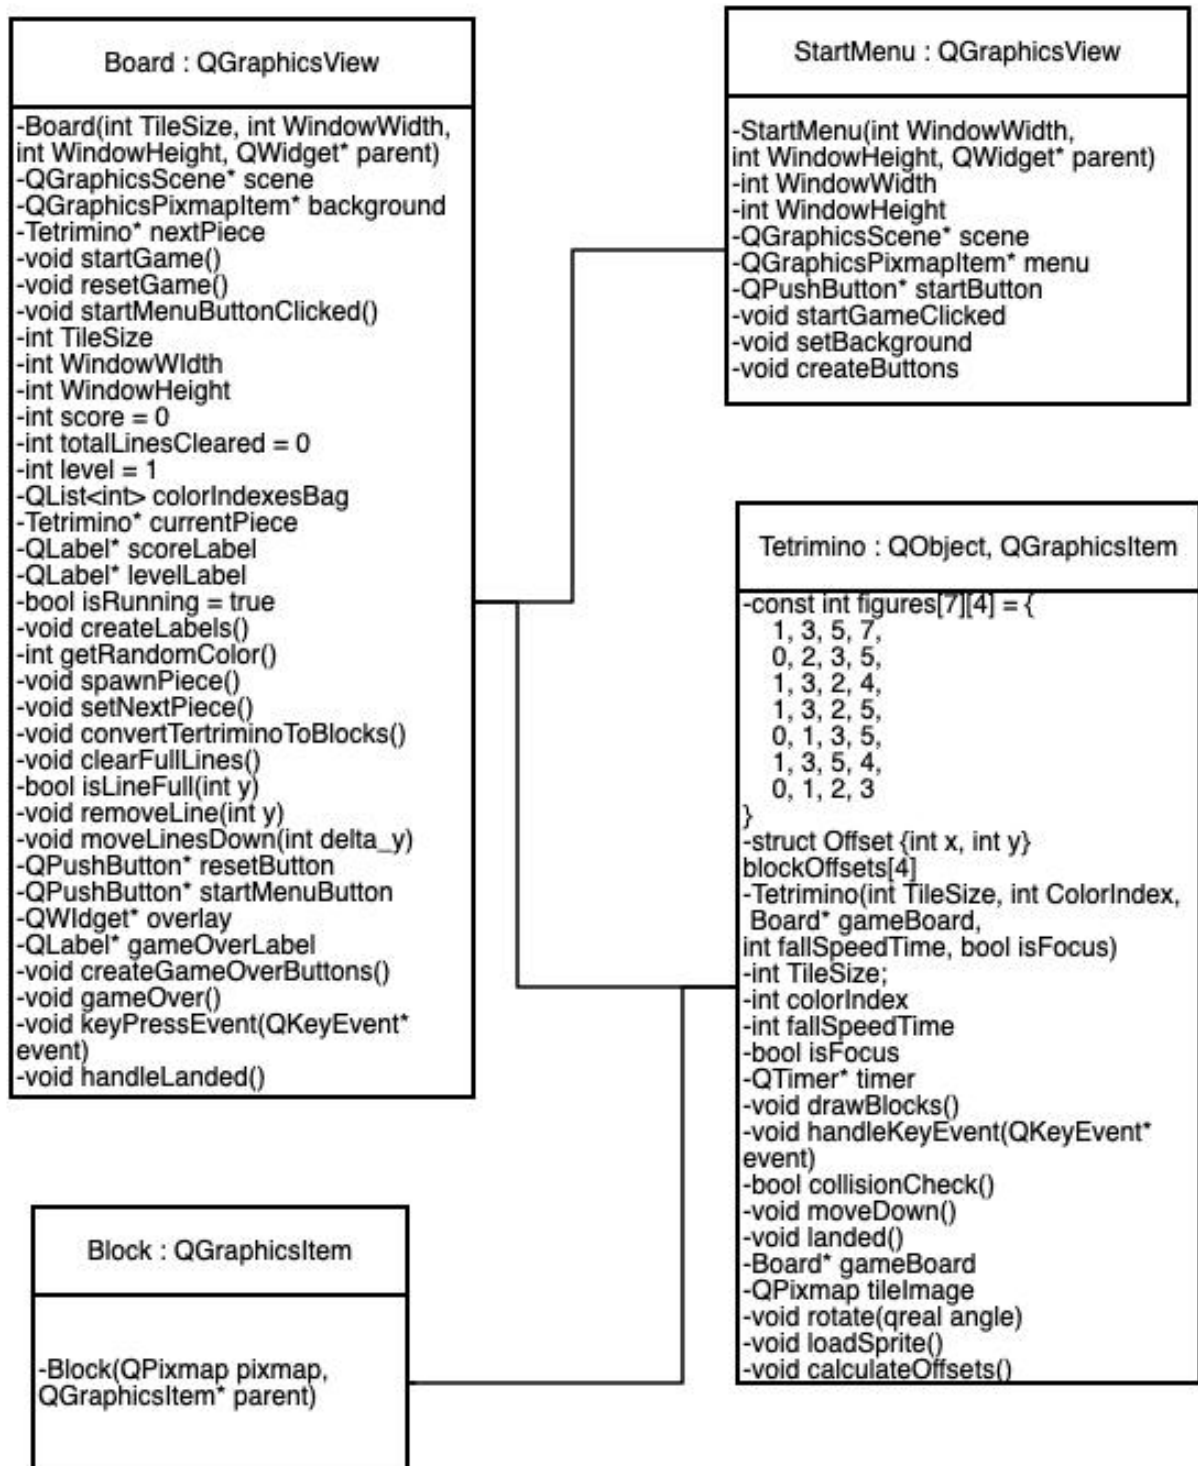 Board : QGraphicsView
-Board(int TileSize, int WindowWidth,
int WindowHeight, QWidget* parent)
-QGraphicsScene* scene
-QGraphicsPixmapItem* background
-Tetrimino* nextPiece
-void startGame()
-void resetGame()
-void startMenuButtonClicked()
-int TileSize
-int WindowWIdth
-int WindowHeight
-int score = 0
-int totalLinesCleared = 0
-int level = 1
-QList<int> colorIndexesBag
-Tetrimino* currentPiece
-QLabel* scoreLabel
-QLabel* levelLabel
-bool isRunning = true
-void createLabels()
-int getRandomColor()
-void spawnPiece()
-void setNextPiece()
-void convertTertriminoToBlocks()
-void clearFullLines()
-bool isLineFull(int y)
-void removeLine(int y)
-void moveLinesDown(int delta_y)
-QPushButton* resetButton
-QPushButton* startMenuButton
-QWIdget* overlay
-QLabel* gameOverLabel
-void createGameOverButtons()
-void gameOver()
-void keyPressEvent(QKeyEvent*
event)
-void handleLanded()
StartMenu : QGraphicsView
-StartMenu(int WindowWidth,
int WindowHeight, QWidget* parent)
-int WindowWidth
-int WindowHeight
-QGraphicsScene* scene
-QGraphicsPixmapItem* menu
-QPushButton* startButton
-void startGameClicked
-void setBackground
-void createButtons
Tetrimino : QObject, QGraphicsItem
-const int figures[7][4] = {
1, 3, 5, 7,
0, 2, 3, 5,
1, 3, 2, 4,
1, 3, 2, 5,
0, 1, 3, 5,
1, 3, 5, 4,
0, 1, 2, 3
}
-struct Offset {int x, int y}
blockOffsets[4]
-Tetrimino(int TileSize, int ColorIndex,
Board* gameBoard,
int fallSpeedTime, bool isFocus)
-int TileSize;
-int colorIndex
-int fallSpeedTime
-bool isFocus
-QTimer* timer
-void drawBlocks()
-void handleKeyEvent(QKeyEvent*
event)
-bool collisionCheck()
-void moveDown()
-void landed()
-Board* gameBoard
-QPixmap tileImage
-void rotate(qreal angle)
-void loadSprite()
-void calculateOffsets()
Block : QGraphicsItem
-Block(QPixmap pixmap,
QGraphicsItem* parent)